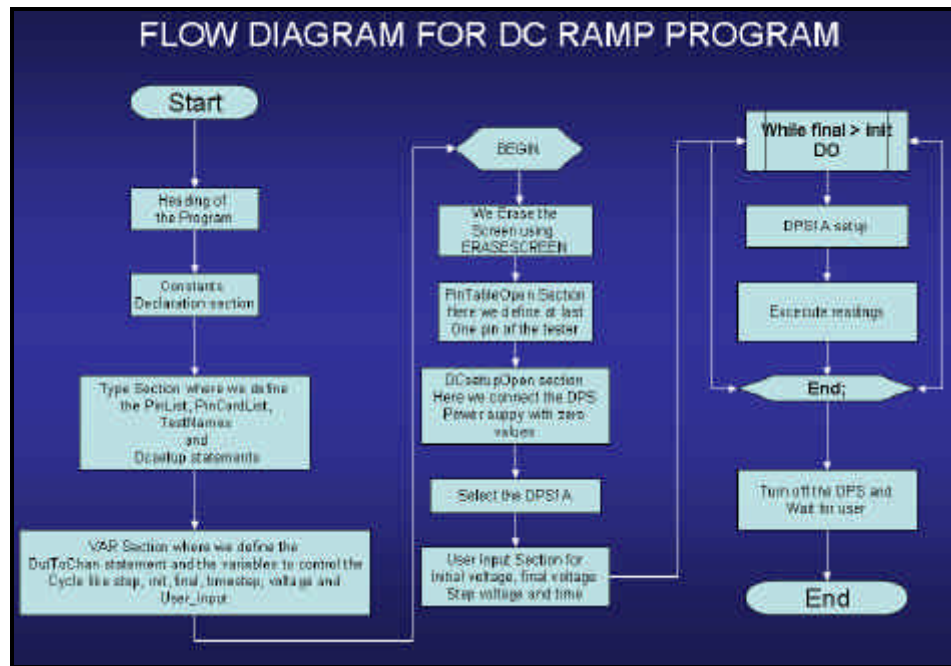 FLOW DIAGRAM FOR DC RAMP PROGRAM
Start
Heading of
the Program
Constants
Declaration section
Type Section where we define
the PinList, PinCardList,
TestNames
and
Dcsetup statements
VAR Section where we define the
DutToChan statement and the variables to control the
Cycle like step, init, final, timestep, voltage and
User_Input
BEGIN
We Erase the
Screen using
ERASESCREEN
PinTableOpen Section
Here we define at last
One pin of the tester
DCsetupOpen section
Here we connect the DPS
Power suppy with zero
values
Select the DPS1A
User Input Section for
Initial voltage, final voltage
Step voltage and time
While final > init
DO
DPS1A setup
Excecute readings
End;
Turn off the DPS and
Wait for user
End